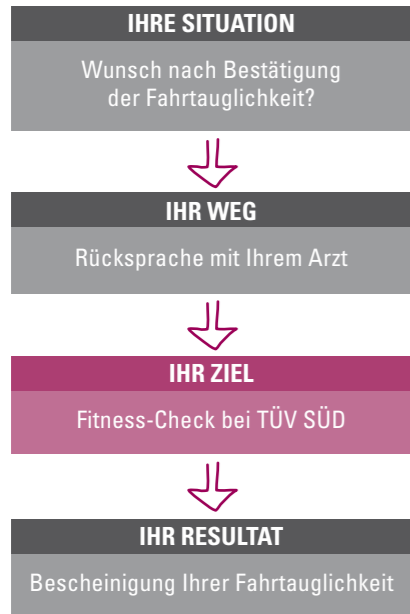 IHRE SITUATION
Wunsch nach Bestätigung
der Fahrtauglichkeit?
IHR WEG
Rücksprache mit Ihrem Arzt
IHR ZIEL
Fitness-Check bei TÜV SÜD
IHR RESULTAT
Bescheinigung Ihrer Fahrtauglichkeit